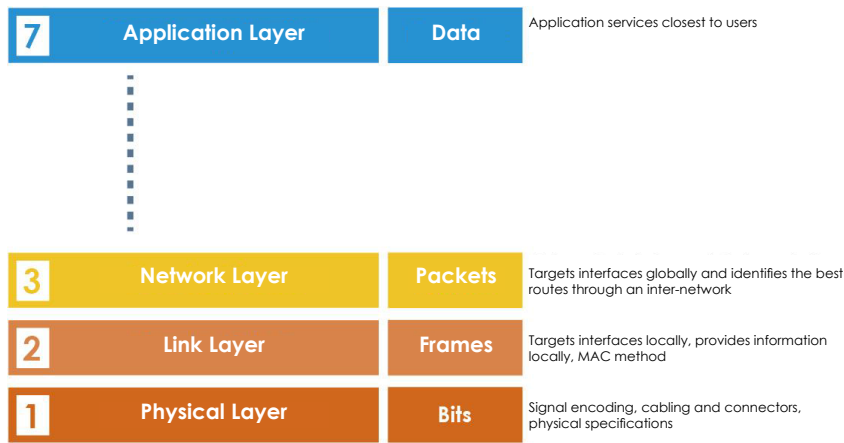 7 Application Layer Data Application services closest to users
3 Network Layer Packets Targets interfaces globally and identifies the best
routes through an inter-network
2 Link Layer Frames Targets interfaces locally, provides information
locally, MAC method
1 Physical Layer Bits Signal encoding, cabling and connectors,
physical specifications